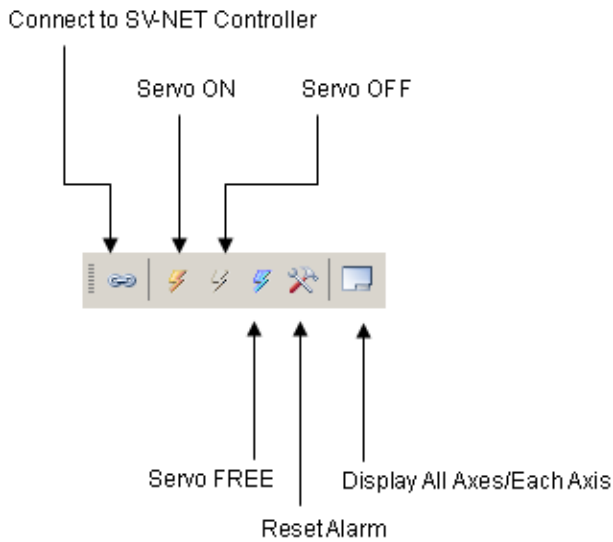 Connect to SV-NET Controller
Servo ON
Servo OFF
Servo FREE
Display All Axes/Each Axis
Reset Alarm